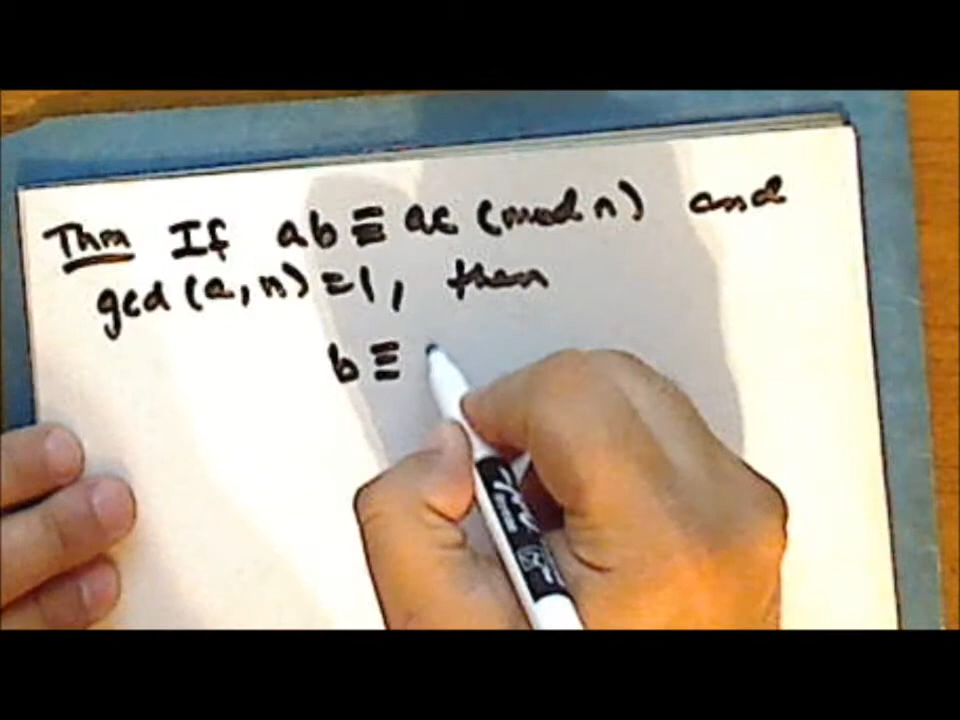 Thm If ab ≡ ac (mod n) and
gcd (a, n) = 1, then
b ≡